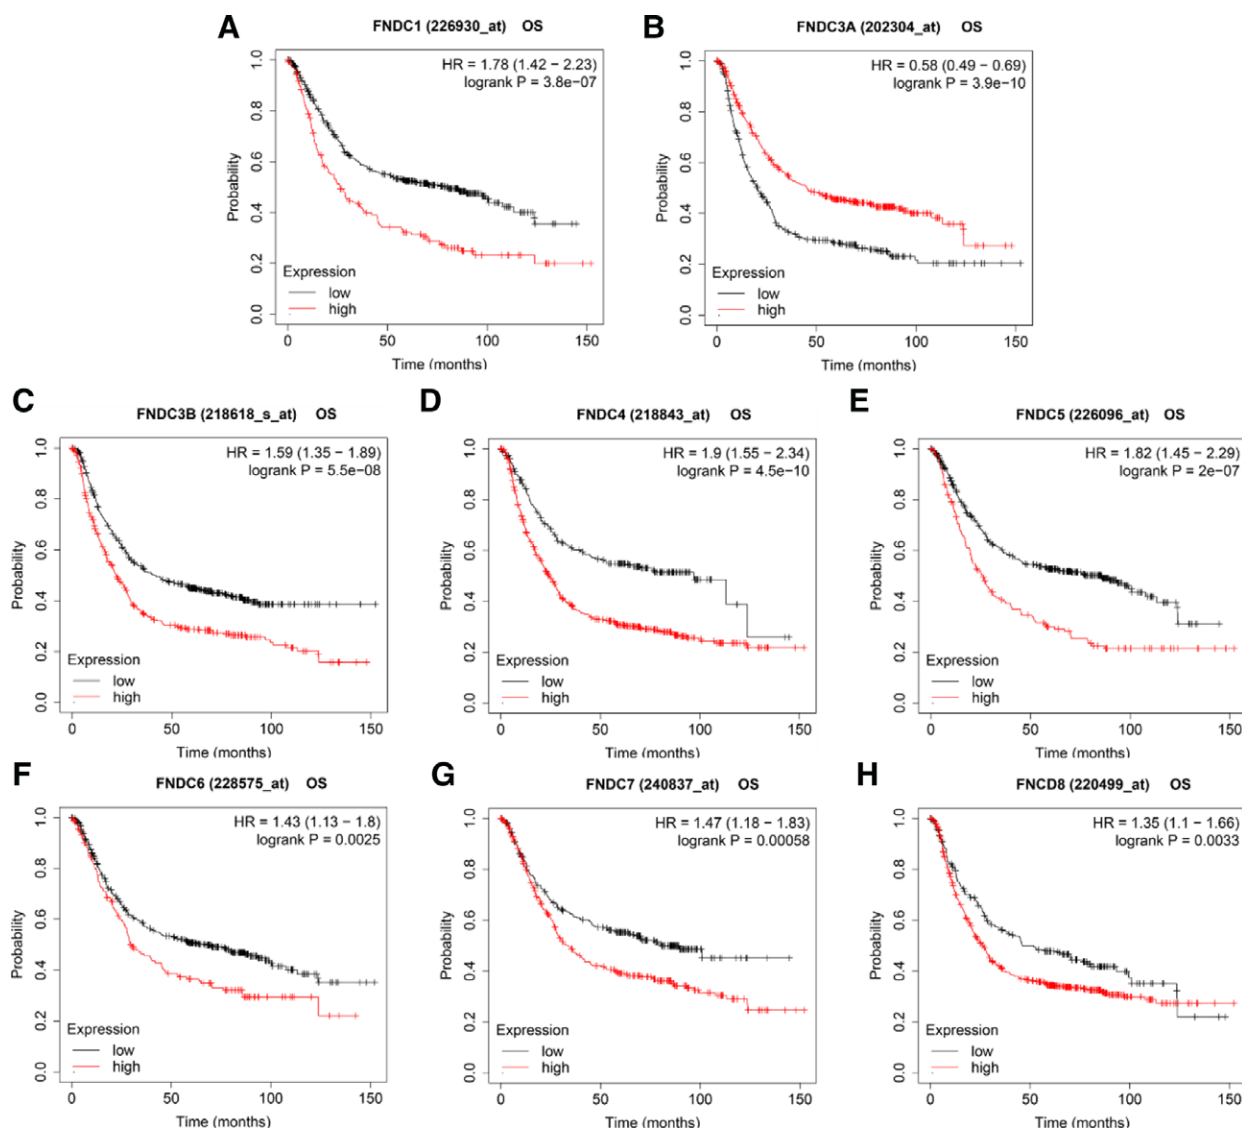 A
FNDC1 (226930_at) OS
HR = 1.78 (1.42 − 2.23)
logrank P = 3.8e−07
Probability
1.0
0.8
0.6
0.4
0.2
0.0
Expression
low
high
0 50 100 150
Time (months)
B
FNDC3A (202304_at) OS
HR = 0.58 (0.49 − 0.69)
logrank P = 3.9e−10
Probability
1.0
0.8
0.6
0.4
0.2
0.0
Expression
low
high
0 50 100 150
Time (months)
C
FNDC3B (218618_s_at) OS
HR = 1.59 (1.35 − 1.89)
logrank P = 5.5e−08
Probability
1.0
0.8
0.6
0.4
0.2
0.0
Expression
low
high
0 50 100 150
Time (months)
D
FNDC4 (218843_at) OS
HR = 1.9 (1.55 − 2.34)
logrank P = 4.5e−10
Probability
1.0
0.8
0.6
0.4
0.2
0.0
Expression
low
high
0 50 100 150
Time (months)
E
FNDC5 (226096_at) OS
HR = 1.82 (1.45 − 2.29)
logrank P = 2e−07
Probability
1.0
0.8
0.6
0.4
0.2
0.0
Expression
low
high
0 50 100 150
Time (months)
F
FNDC6 (228575_at) OS
HR = 1.43 (1.13 − 1.8)
logrank P = 0.0025
Probability
1.0
0.8
0.6
0.4
0.2
0.0
Expression
low
high
0 50 100 150
Time (months)
G
FNDC7 (240837_at) OS
HR = 1.47 (1.18 − 1.83)
logrank P = 0.00058
Probability
1.0
0.8
0.6
0.4
0.2
0.0
Expression
low
high
0 50 100 150
Time (months)
H
FNCD8 (220499_at) OS
HR = 1.35 (1.1 − 1.66)
logrank P = 0.0033
Probability
1.0
0.8
0.6
0.4
0.2
0.0
Expression
low
high
0 50 100 150
Time (months)